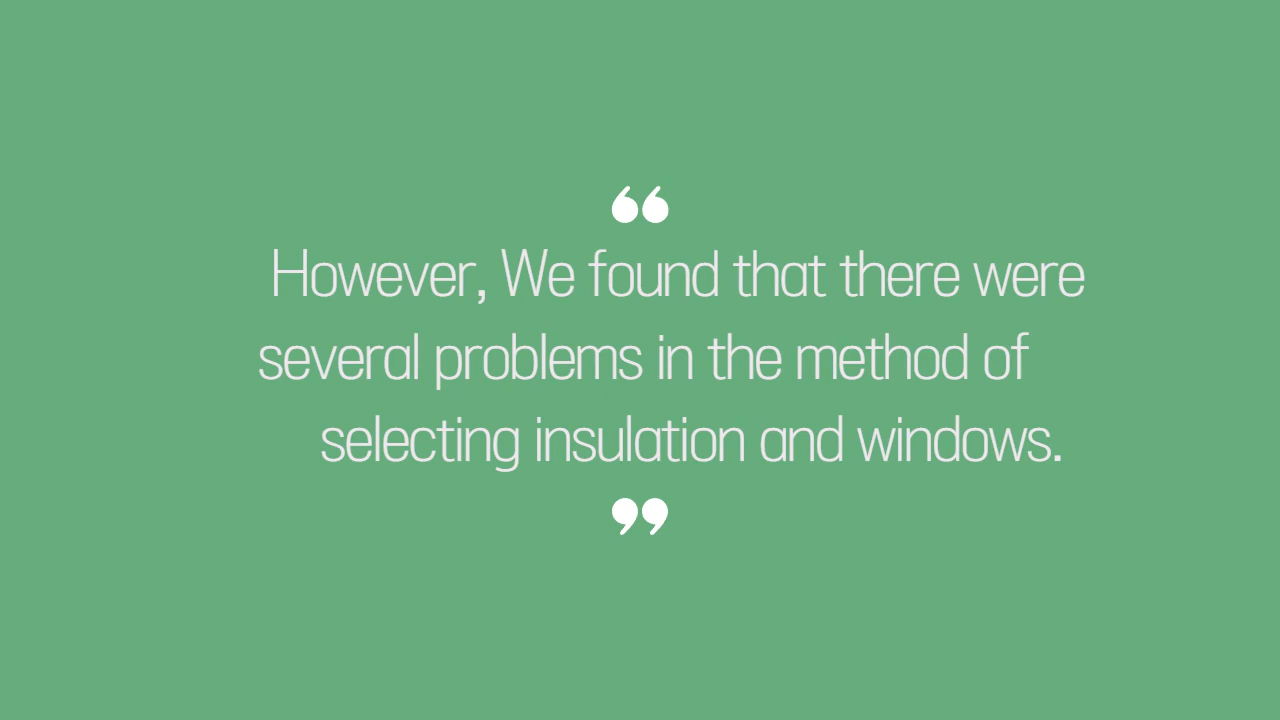 “
However, We found that there were
several problems in the method of
selecting insulation and windows.
”